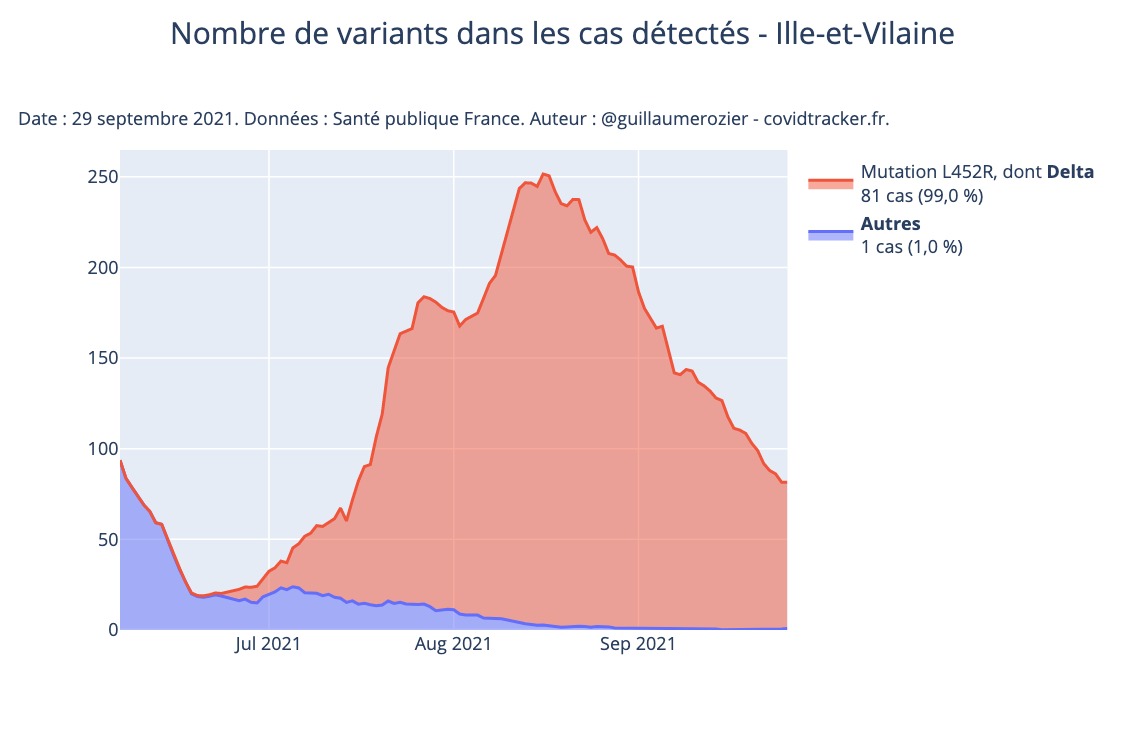 Nombre de variants dans les cas détectés - Ille-et-Vilaine
Date : 29 septembre 2021. Données : Santé publique France. Auteur : @guillaumerozier - covidtracker.fr.
250
200
150
100
50
0
Jul 2021
Aug 2021
Sep 2021
Mutation L452R, dont Delta
81 cas (99,0 %)
Autres
1 cas (1,0 %)